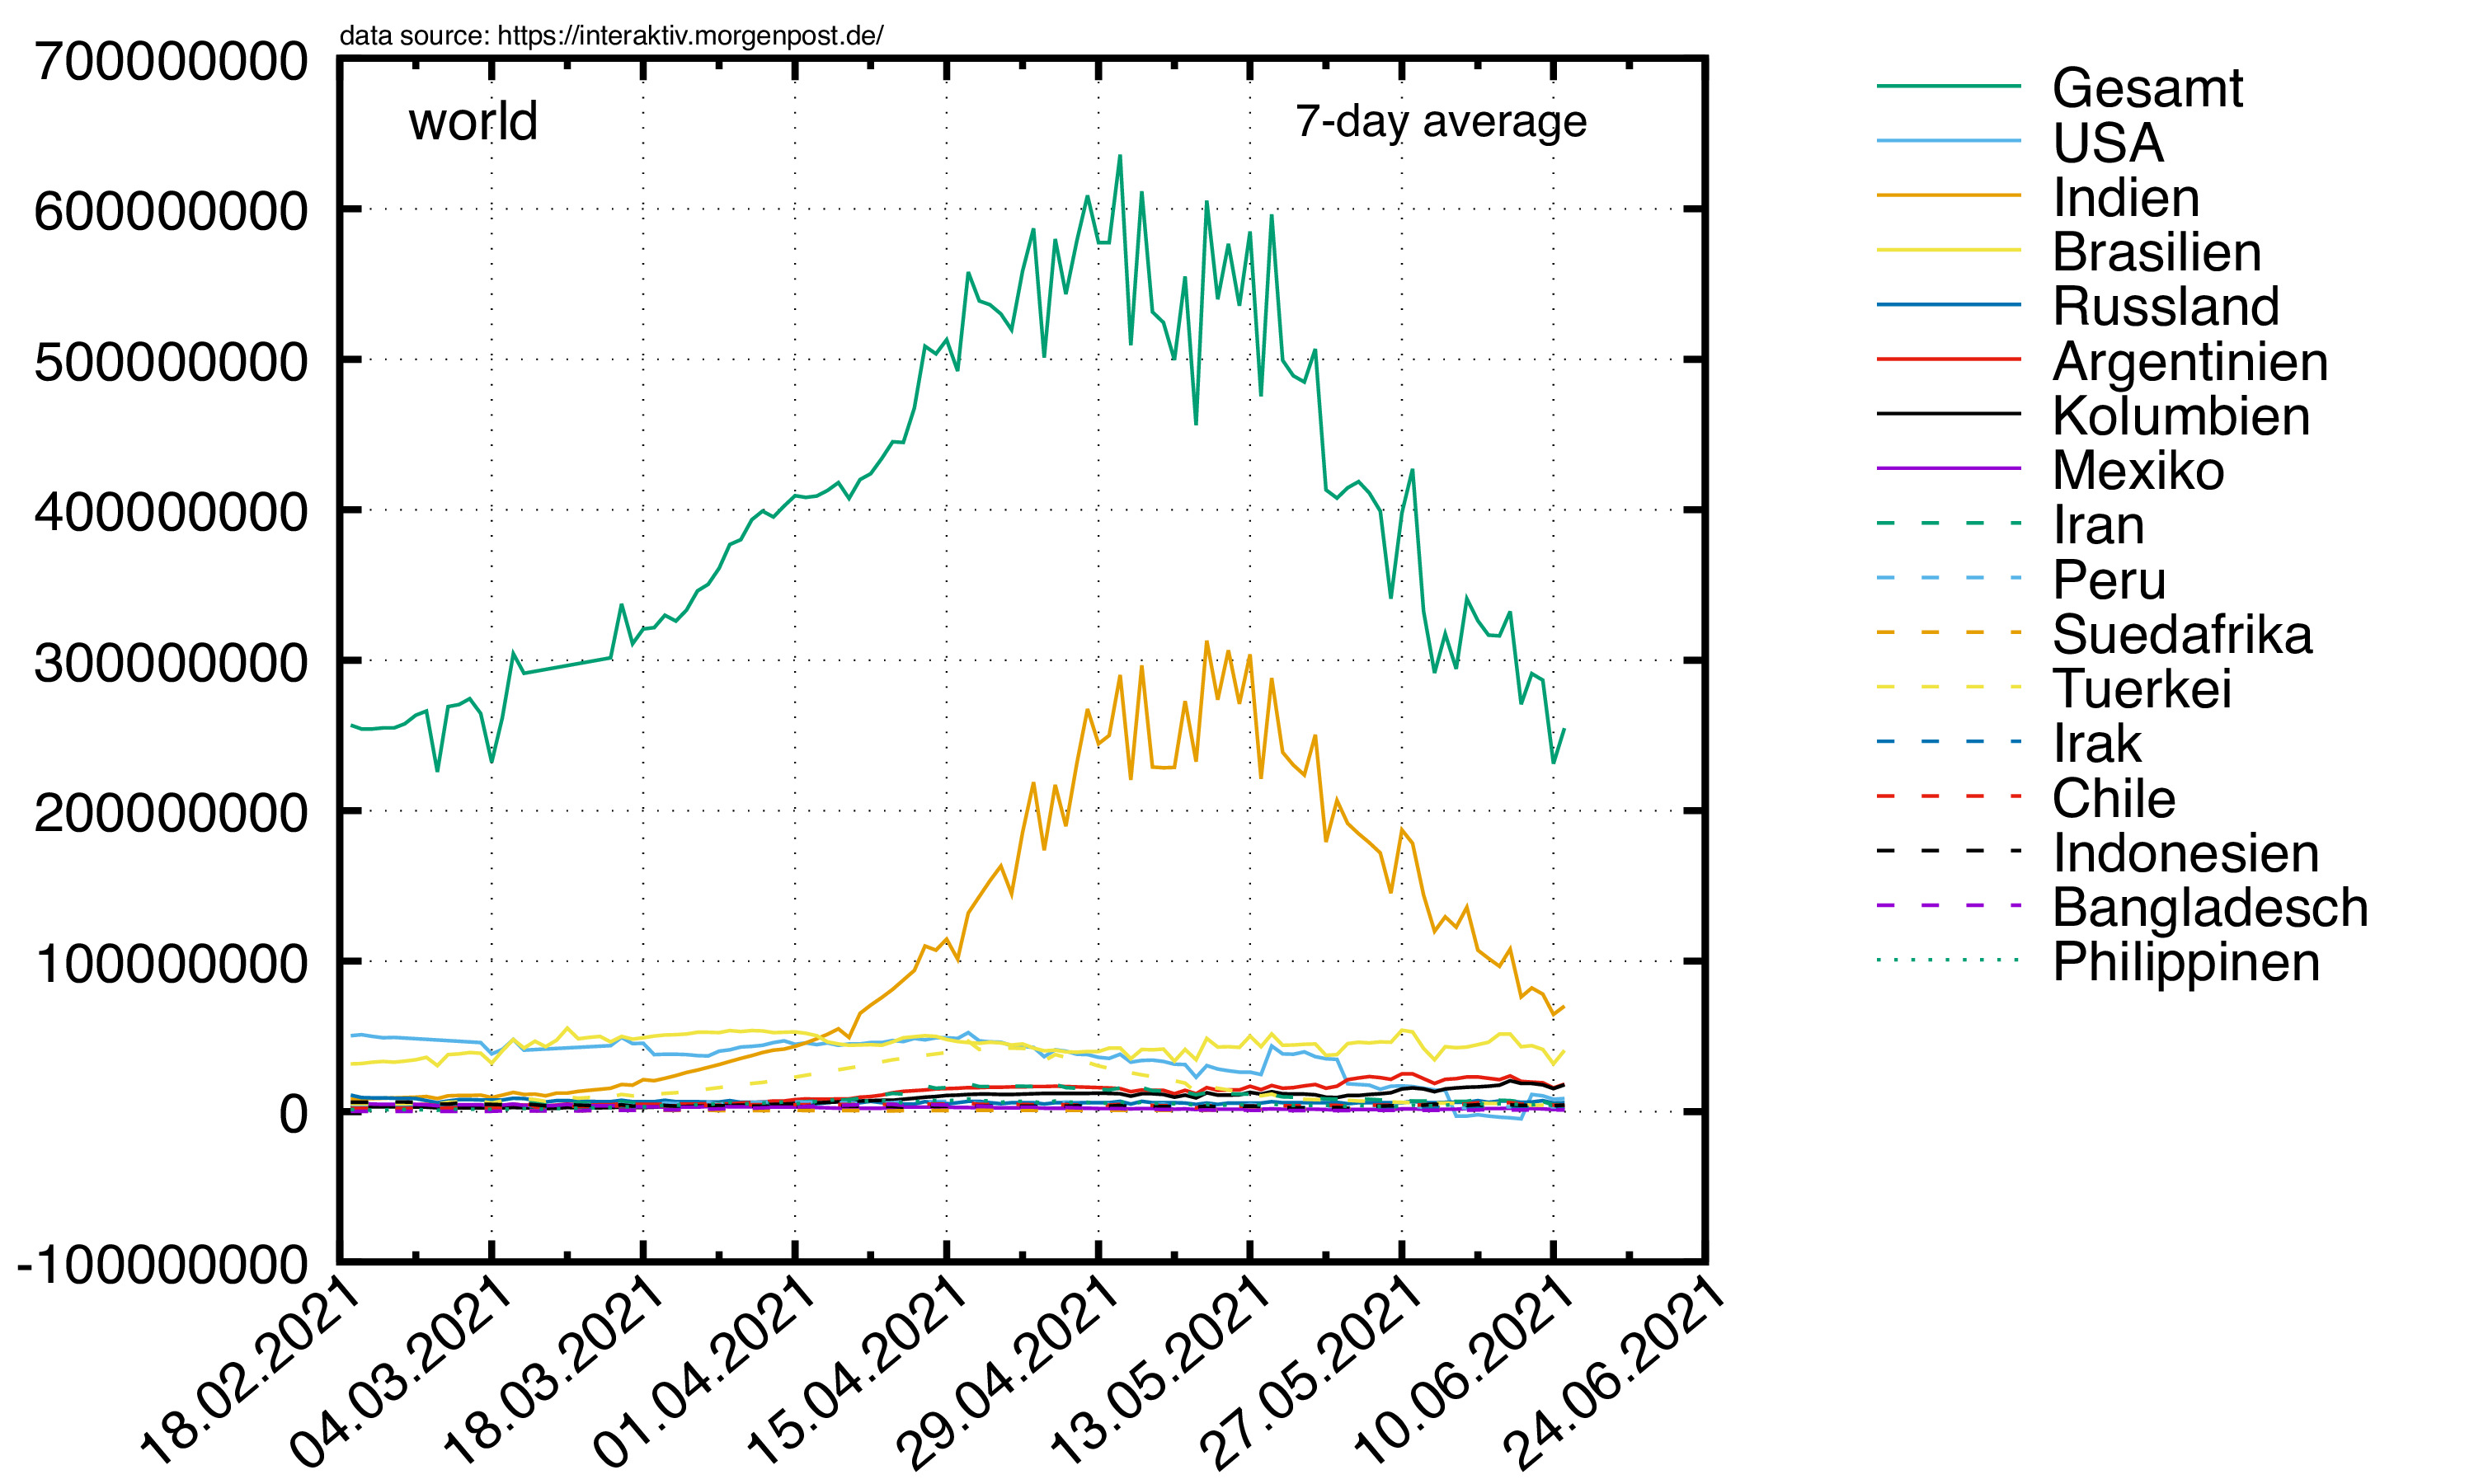 data source: https://interaktiv.morgenpost.de/
700000000
600000000
500000000
400000000
300000000
200000000
100000000
0
-100000000
world
7-day average
18.02.2021
04.03.2021
18.03.2021
01.04.2021
15.04.2021
29.04.2021
13.05.2021
27.05.2021
10.06.2021
24.06.2021
Gesamt
USA
Indien
Brasilien
Russland
Argentinien
Kolumbien
Mexiko
Iran
Peru
Suedafrika
Tuerkei
Irak
Chile
Indonesien
Bangladesch
Philippinen